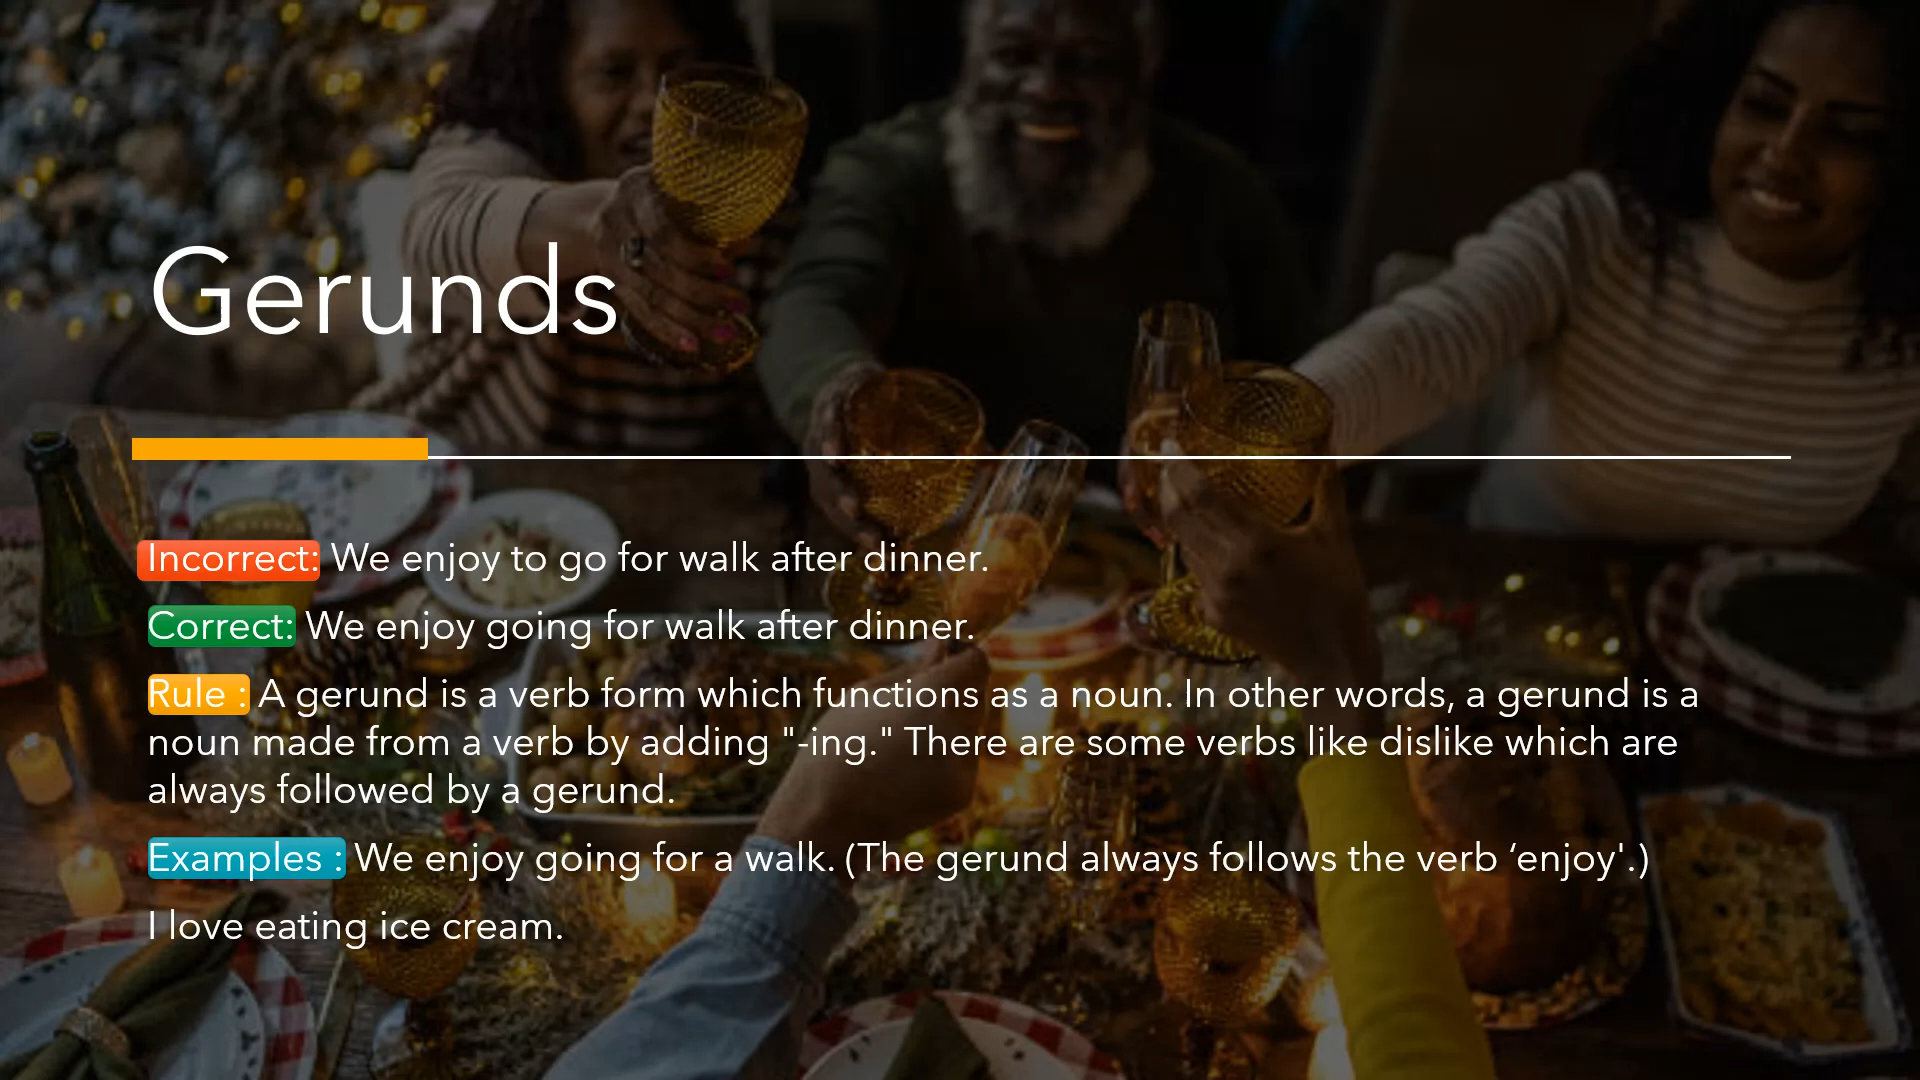 Gerunds
Incorrect: We enjoy to go for walk after dinner.
Correct: We enjoy going for walk after dinner.
Rule : A gerund is a verb form which functions as a noun. In other words, a gerund is a
noun made from a verb by adding "-ing." There are some verbs like dislike which are
always followed by a gerund.
Examples : We enjoy going for a walk. (The gerund always follows the verb ‘enjoy'.)
I love eating ice cream.